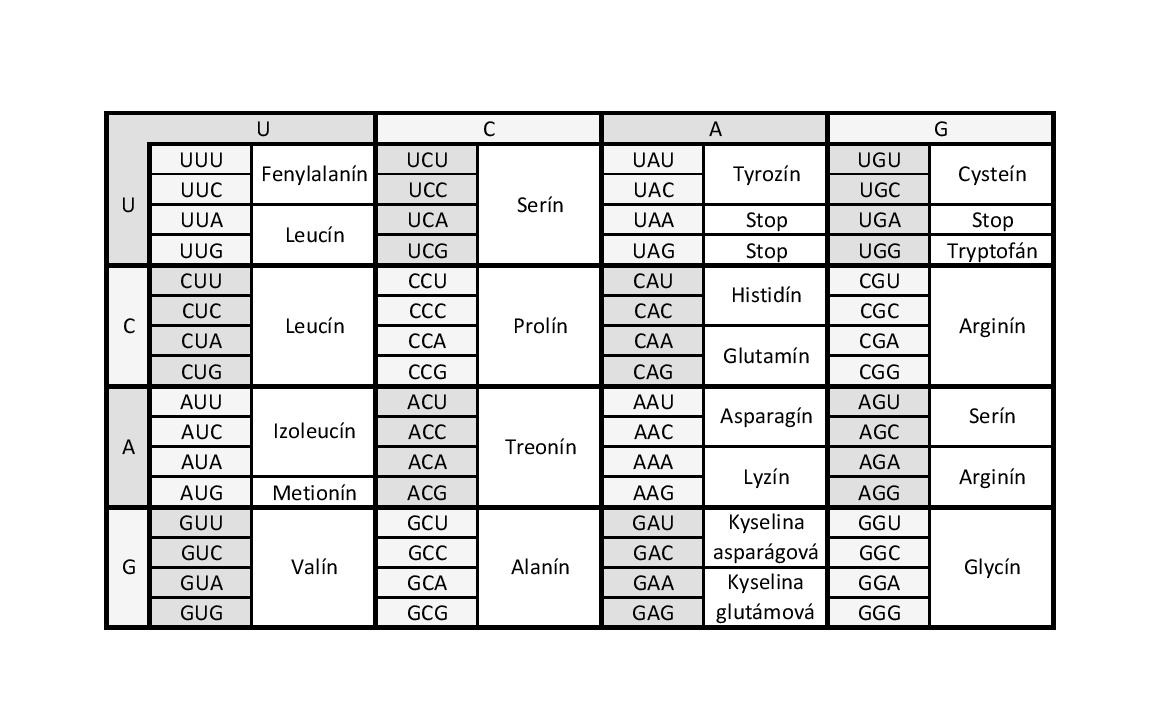 U C A G
U
UUU Fenylalanín UCU Serín UAU Tyrozín UGU Cysteín
UUC UCC UAC UGC
UUA Leucín UCA UAA Stop UGA Stop
UUG UCG UAG Stop UGG Tryptofán
C
CUU Leucín CCU Prolín CAU Histidín CGU Arginín
CUC CCC CAC CGC
CUA CCA CAA Glutamín CGA
CUG CCG CAG CGG
A
AUU Izoleucín ACU Treonín AAU Asparagín AGU Serín
AUC ACC AAC AGC
AUA ACA AAA Lyzín AGA Arginín
AUG Metionín ACG AAG AGG
G
GUU Valín GCU Alanín GAU Kyselina GGU Glycín
GUC GCC GAC asparágová GGC
GUA GCA GAA Kyselina GGA
GUG GCG GAG glutámová GGG